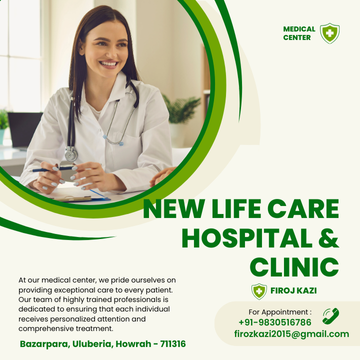 MEDICAL
CENTER
NEW LIFE CARE
HOSPITAL &
CLINIC
FIROJ KAZI
At our medical center, we pride ourselves on
providing exceptional care to every patient.
Our team of highly trained professionals is
dedicated to ensuring that each individual
receives personalized attention and
comprehensive treatment.
Bazarpara, Uluberia, Howrah - 711316
For Appointment :
+91-9830516786
firozkazi2015@gmail.com